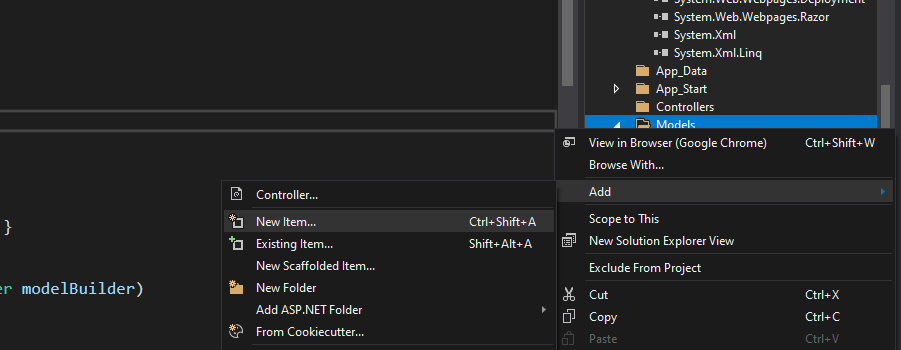 System.Web.Webpages.Deployment
System.Web.Webpages.Razor
System.Xml
System.Xml.Linq
App_Data
App_Start
Controllers
Models
View in Browser (Google Chrome) Ctrl+Shift+W
Browse With...
Add
Scope to This
New Solution Explorer View
Exclude From Project
Cut Ctrl+X
Copy Ctrl+C
Paste Ctrl+V
Controller...
New Item... Ctrl+Shift+A
Existing Item... Shift+Alt+A
New Scaffolded Item...
New Folder
Add ASP.NET Folder
From Cookiecutter...
}
er modelBuilder)